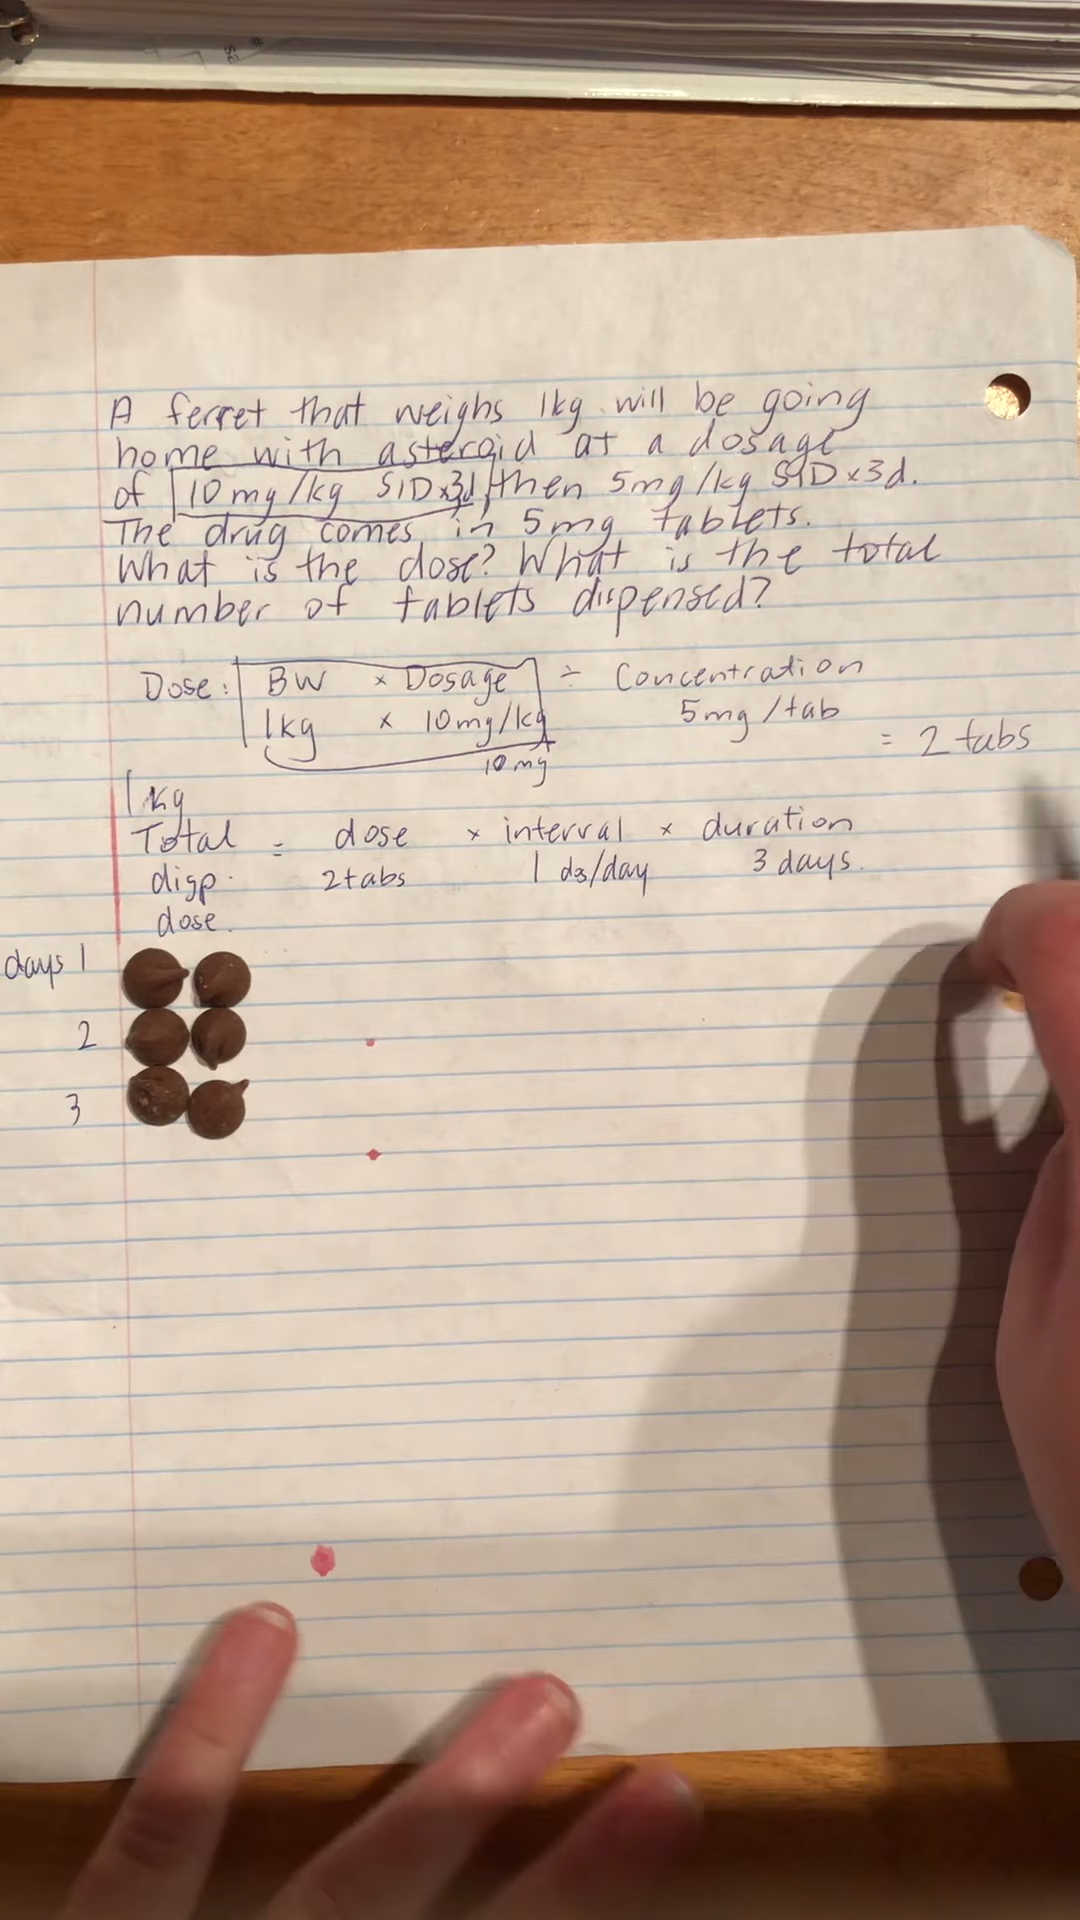 A ferret that weighs 1kg will be going
home with asteroid at a dosage
of 10mg/kg SID x3d, then 5mg/kg SID x3d.
The drug comes in 5mg tablets.
What is the dose? What is the total
number of tablets dispensed?
Dose: BW x Dosage ÷ Concentration
1kg x 10mg/kg 5mg/tab
= 2 tabs
10mg
1kg
Total = dose x interval x duration
disp. 2tabs 1 ds/day 3 days.
dose.
days 1
2
3